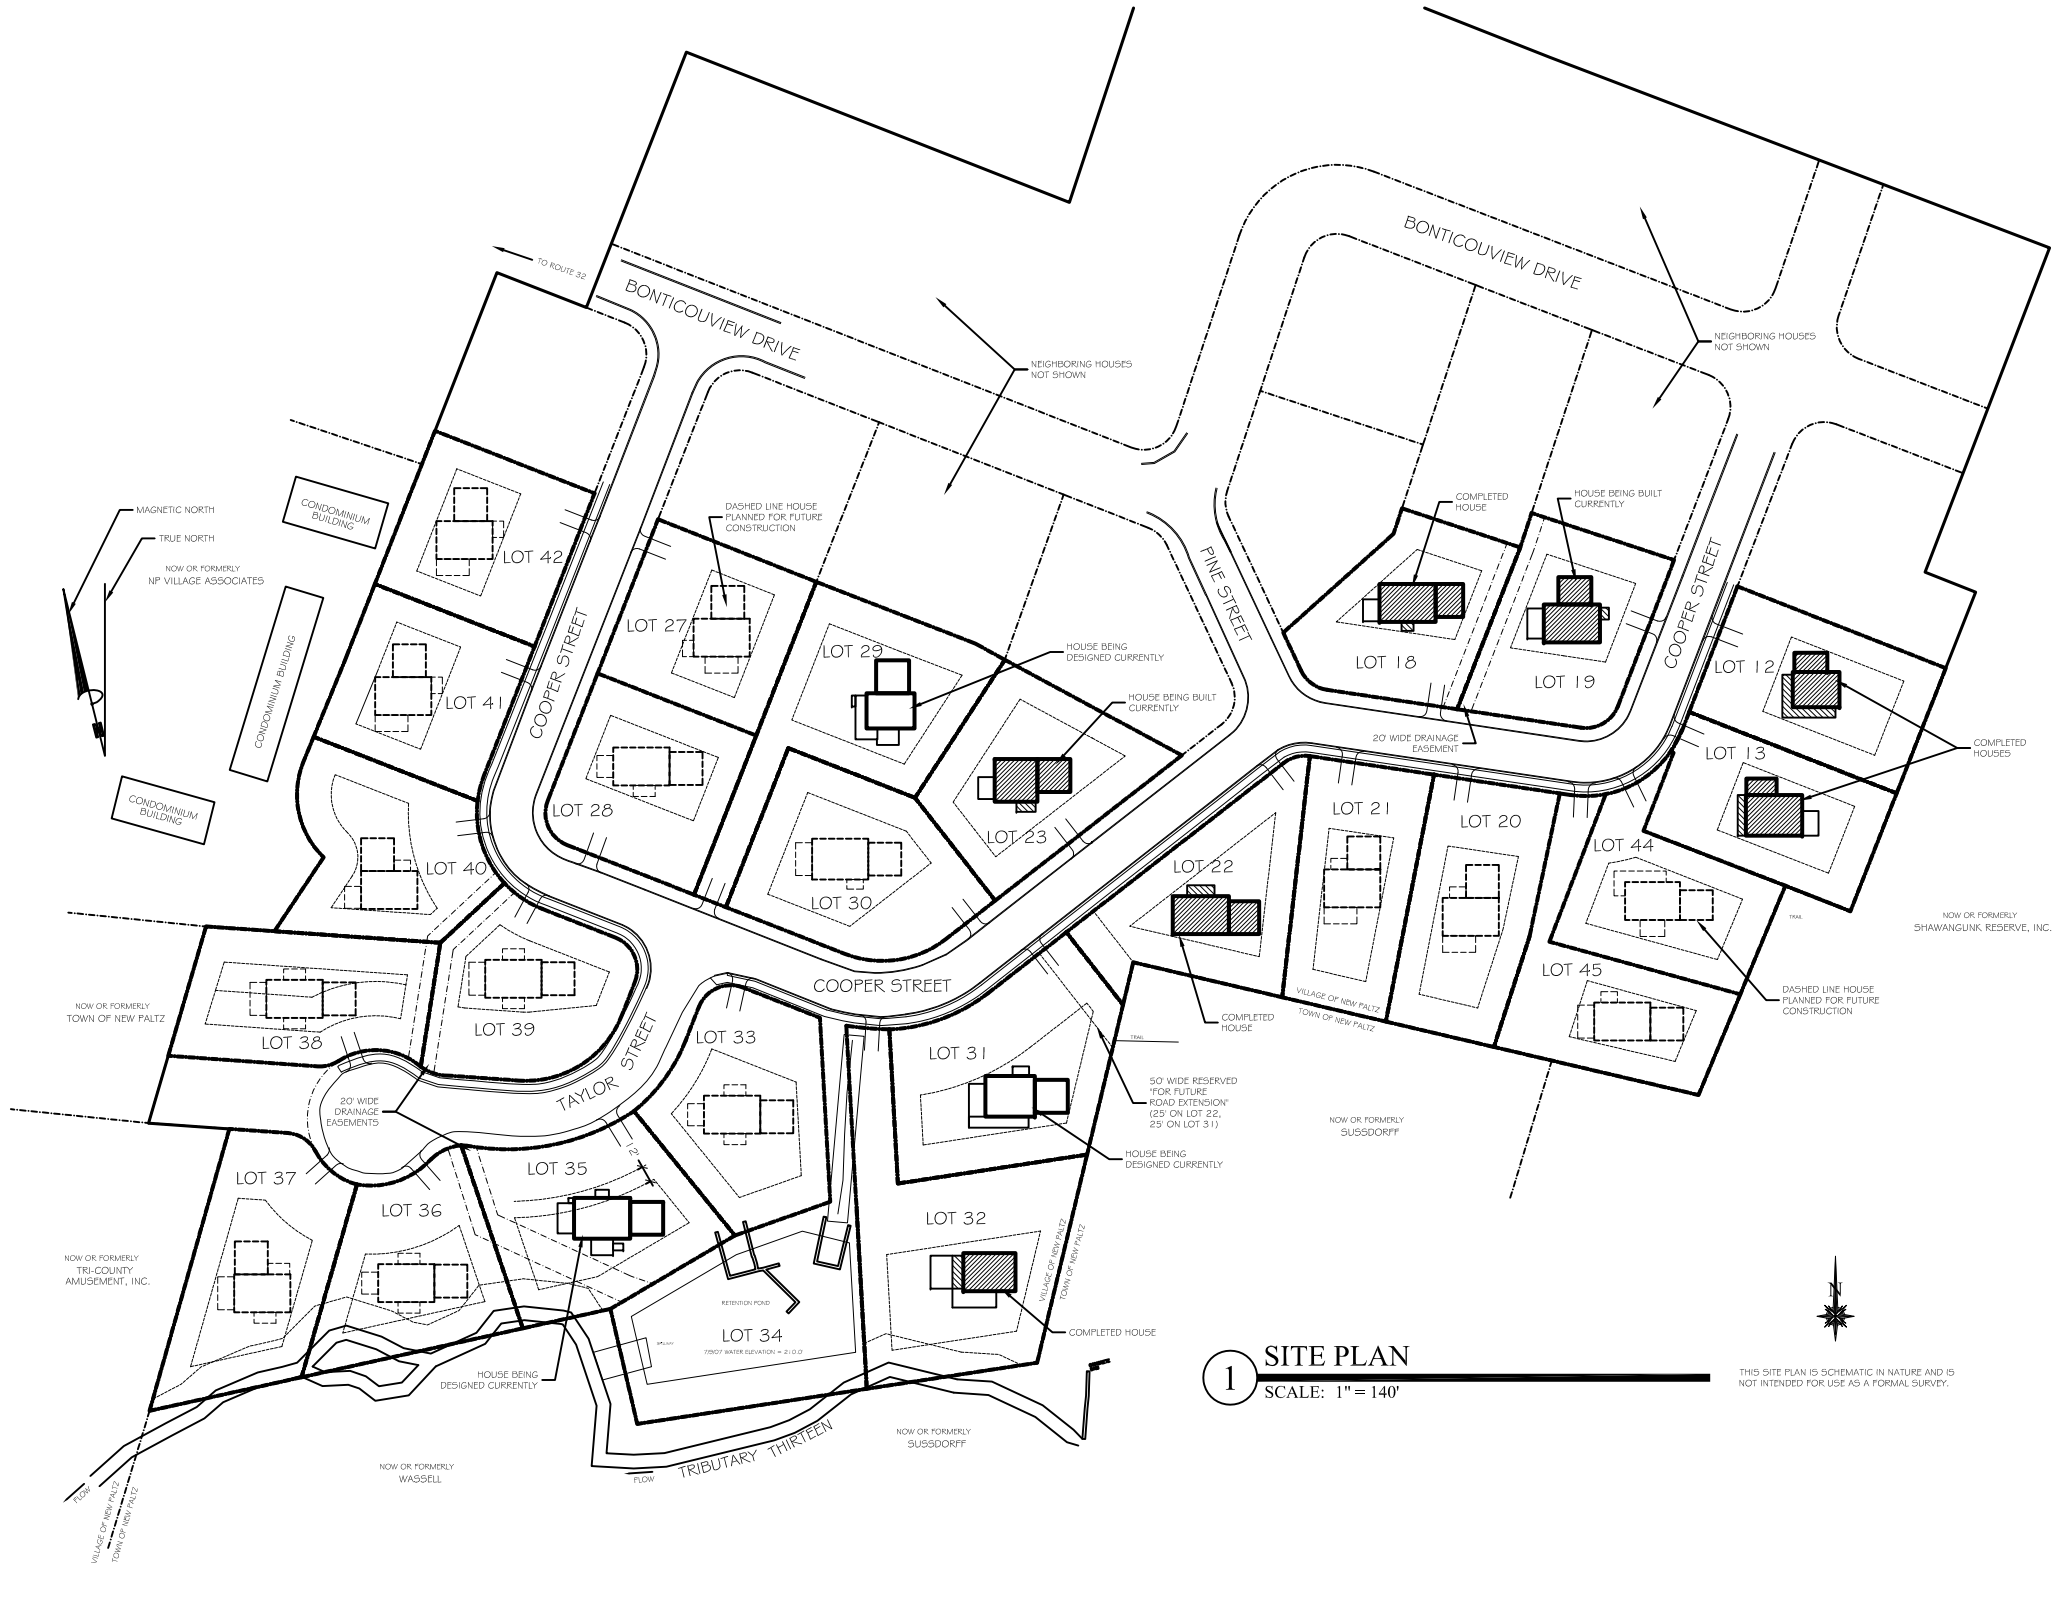 BONTICOUVIEW DRIVE
TO ROUTE 32
BONTICOUVIEW DRIVE
NEIGHBORING HOUSES
NOT SHOWN
NEIGHBORING HOUSES
NOT SHOWN
MAGNETIC NORTH
TRUE NORTH
NOW OR FORMERLY
NP VILLAGE ASSOCIATES
CONDOMINIUM
BUILDING
CONDOMINIUM BUILDING
CONDOMINIUM
BUILDING
DASHED LINE HOUSE
PLANNED FOR FUTURE
CONSTRUCTION
COMPLETED
HOUSE
HOUSE BEING BUILT
CURRENTLY
LOT 42
LOT 27
LOT 29
HOUSE BEING
DESIGNED CURRENTLY
PINE STREET
LOT 18
LOT 19
COOPER STREET
LOT 12
LOT 41
COOPER STREET
HOUSE BEING BUILT
CURRENTLY
20' WIDE DRAINAGE
EASEMENT
LOT 13
COMPLETED
HOUSES
LOT 28
LOT 23
LOT 21
LOT 20
LOT 44
LOT 40
LOT 22
LOT 30
TRAIL
NOW OR FORMERLY
SHAWANGUNK RESERVE, INC.
LOT 45
COOPER STREET
VILLAGE OF NEW PALTZ
TOWN OF NEW PALTZ
DASHED LINE HOUSE
PLANNED FOR FUTURE
CONSTRUCTION
NOW OR FORMERLY
TOWN OF NEW PALTZ
LOT 38
LOT 39
LOT 33
LOT 31
COMPLETED
HOUSE
TRAIL
TAYLOR STREET
20' WIDE
DRAINAGE
EASEMENTS
50' WIDE RESERVED
"FOR FUTURE
ROAD EXTENSION"
(25' ON LOT 22,
25' ON LOT 31)
NOW OR FORMERLY
SUSSDORFF
HOUSE BEING
DESIGNED CURRENTLY
LOT 37
LOT 35
12'
LOT 36
LOT 32
NOW OR FORMERLY
TRI-COUNTY
AMUSEMENT, INC.
VILLAGE OF NEW PALTZ
TOWN OF NEW PALTZ
RETENTION POND
LOT 34
COMPLETED HOUSE
HOUSE BEING
DESIGNED CURRENTLY
N
1
SITE PLAN
SCALE: 1" = 140'
THIS SITE PLAN IS SCHEMATIC IN NATURE AND IS
NOT INTENDED FOR USE AS A FORMAL SURVEY.
NOW OR FORMERLY
SUSSDORFF
TRIBUTARY THIRTEEN
FLOW
NOW OR FORMERLY
WASSELL
FLOW
VILLAGE OF NEW PALTZ
TOWN OF NEW PALTZ